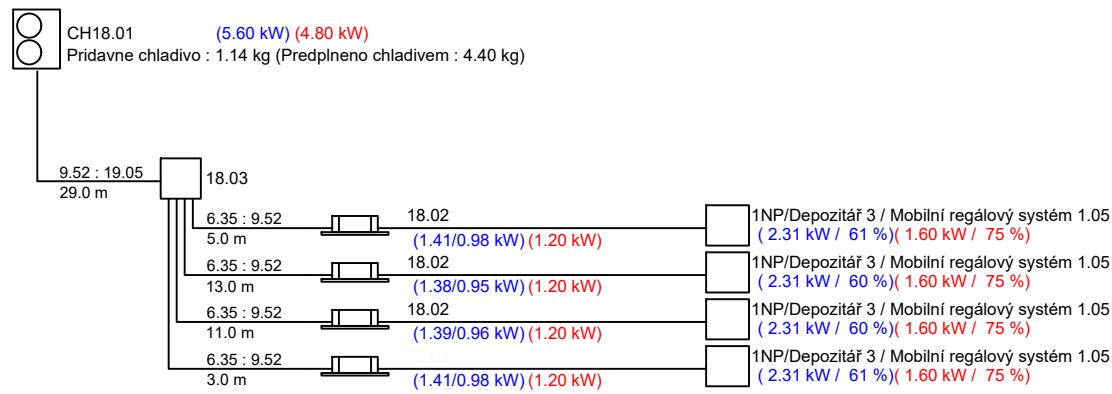 CH18.01 (5.60 kW) (4.80 kW)
Pridavne chladivo : 1.14 kg (Predplneno chladivem : 4.40 kg)
9.52 : 19.05
29.0 m
18.03
6.35 : 9.52
5.0 m
18.02
(1.41/0.98 kW) (1.20 kW)
1NP/Depozitář 3 / Mobilní regálový systém 1.05
( 2.31 kW / 61 %)( 1.60 kW / 75 %)
6.35 : 9.52
13.0 m
18.02
(1.38/0.95 kW) (1.20 kW)
1NP/Depozitář 3 / Mobilní regálový systém 1.05
( 2.31 kW / 60 %)( 1.60 kW / 75 %)
6.35 : 9.52
11.0 m
18.02
(1.39/0.96 kW) (1.20 kW)
1NP/Depozitář 3 / Mobilní regálový systém 1.05
( 2.31 kW / 60 %)( 1.60 kW / 75 %)
6.35 : 9.52
3.0 m
(1.41/0.98 kW) (1.20 kW)
1NP/Depozitář 3 / Mobilní regálový systém 1.05
( 2.31 kW / 61 %)( 1.60 kW / 75 %)